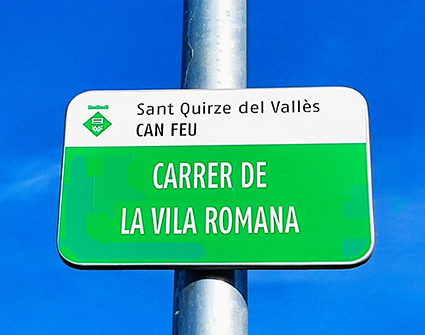 Sant Quirze del Vallès
CAN FEU
CARRER DE
LA VILA ROMANA